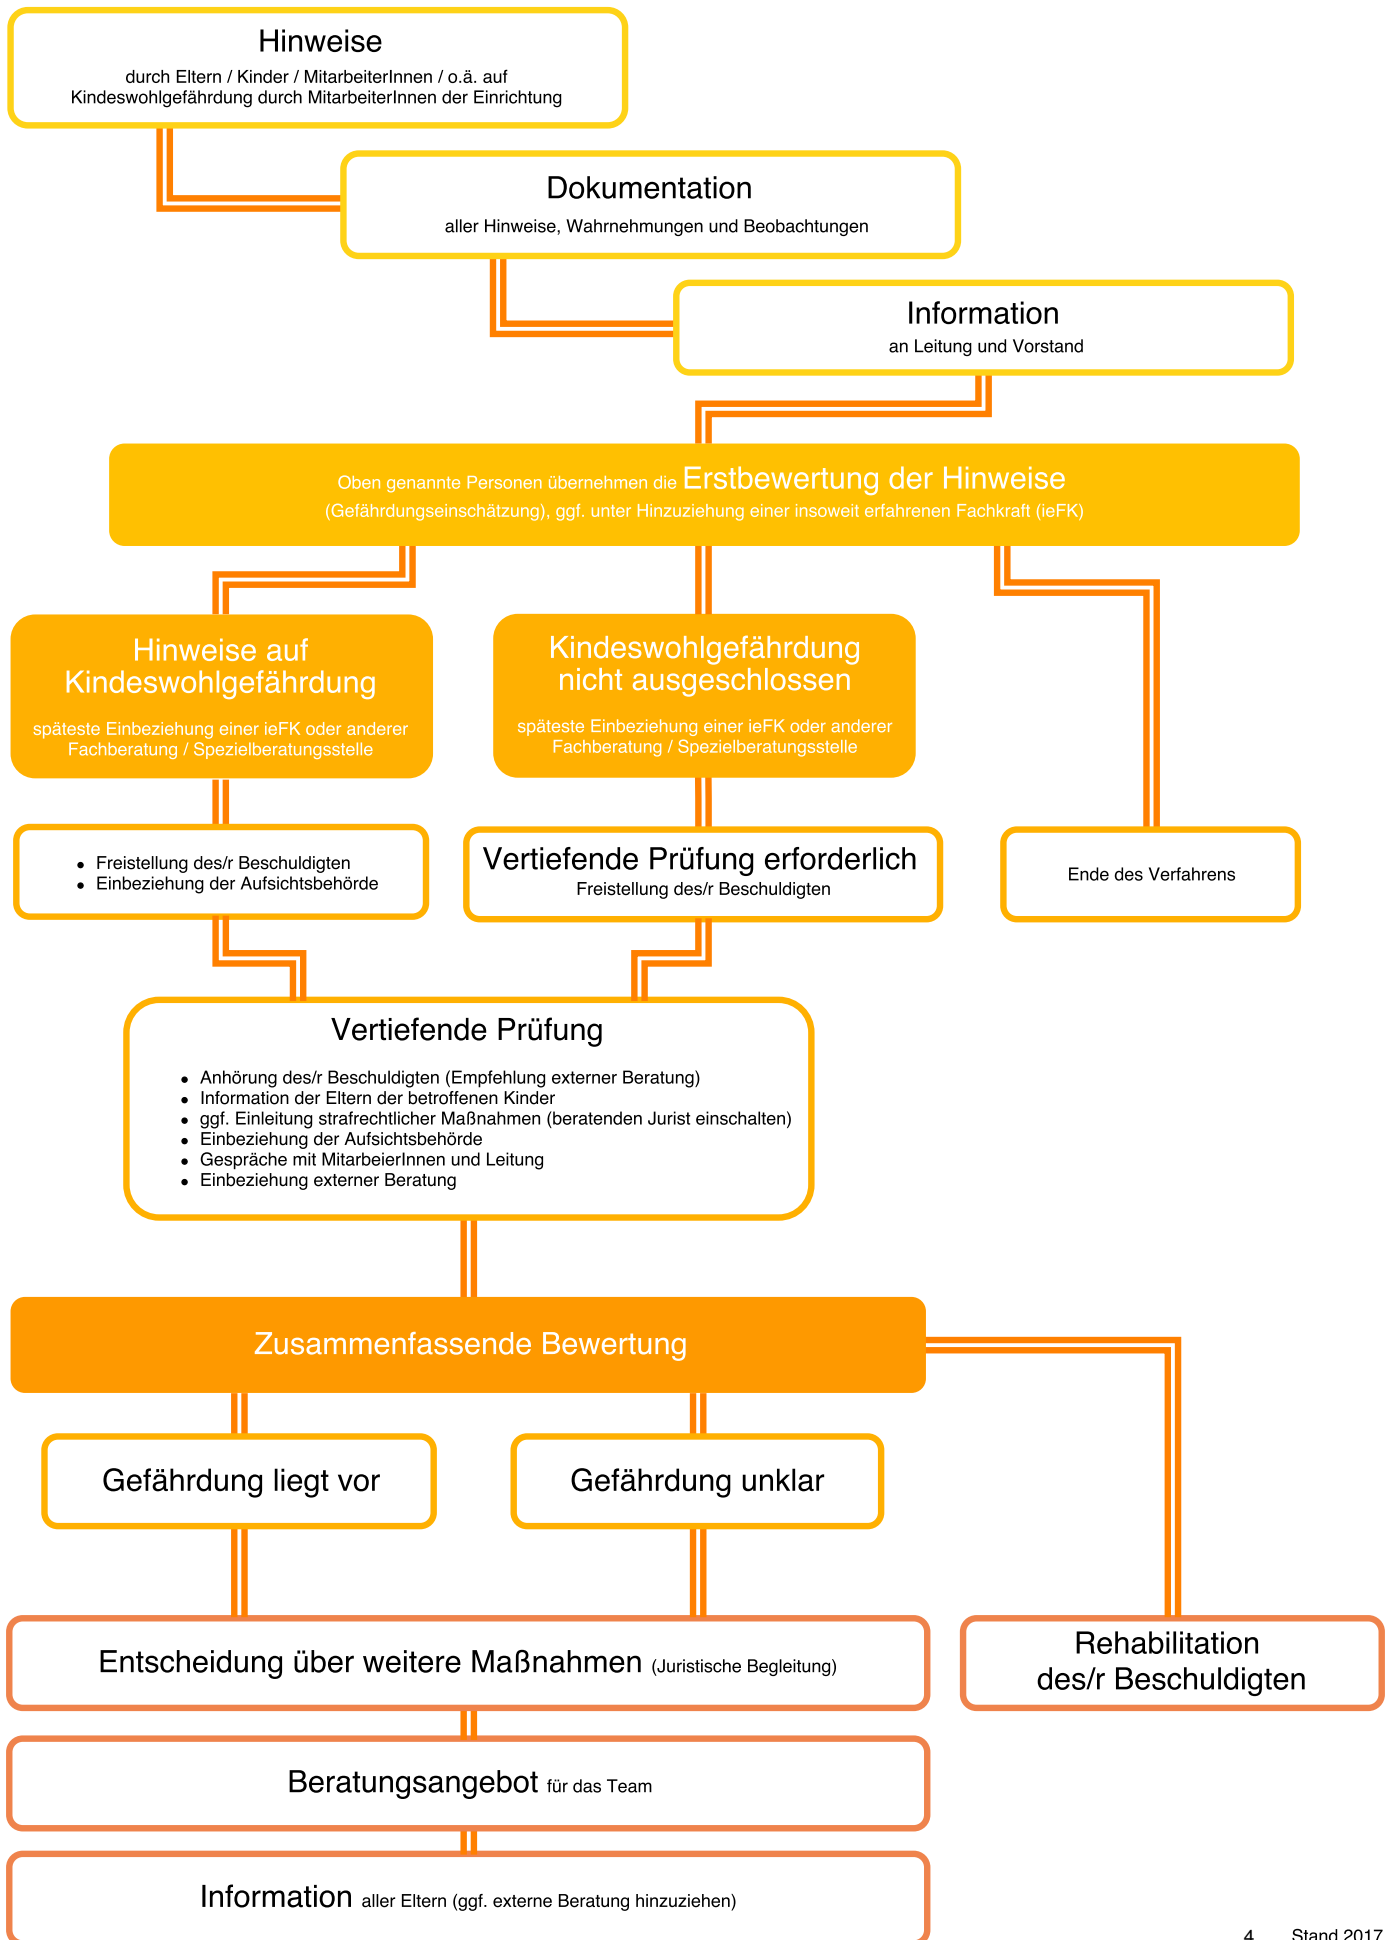 Hinweise
durch Eltern / Kinder / MitarbeiterInnen / o.ä. auf
Kindeswohlgefährdung durch MitarbeiterInnen der Einrichtung
Dokumentation
aller Hinweise, Wahrnehmungen und Beobachtungen
Information
an Leitung und Vorstand
Oben genannte Personen übernehmen die Erstbewertung der Hinweise
(Gefährdungseinschätzung), ggf. unter Hinzuziehung einer insoweit erfahrenen Fachkraft (ieFK)
Hinweise auf
Kindeswohlgefährdung
späteste Einbeziehung einer ieFK oder anderer
Fachberatung / Spezielberatungsstelle
Kindeswohlgefährdung
nicht ausgeschlossen
späteste Einbeziehung einer ieFK oder anderer
Fachberatung / Spezielberatungsstelle
• Freistellung des/r Beschuldigten
• Einbeziehung der Aufsichtsbehörde
Vertiefende Prüfung erforderlich
Freistellung des/r Beschuldigten
Ende des Verfahrens
Vertiefende Prüfung
• Anhörung des/r Beschuldigten (Empfehlung externer Beratung)
• Information der Eltern der betroffenen Kinder
• ggf. Einleitung strafrechtlicher Maßnahmen (beratenden Jurist einschalten)
• Einbeziehung der Aufsichtsbehörde
• Gespräche mit MitarbeierInnen und Leitung
• Einbeziehung externer Beratung
Zusammenfassende Bewertung
Gefährdung liegt vor
Gefährdung unklar
Entscheidung über weitere Maßnahmen (Juristische Begleitung)
Rehabilitation
des/r Beschuldigten
Beratungsangebot für das Team
Information aller Eltern (ggf. externe Beratung hinzuziehen)
4 Stand 2017